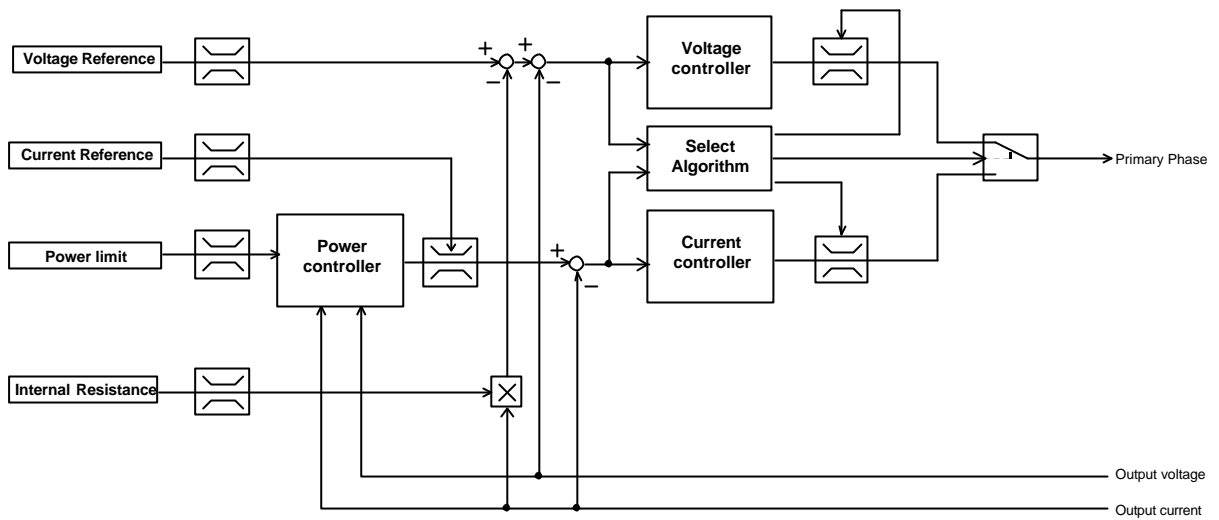 Voltage Reference
+
+
−
−
Voltage
controller
Current Reference
Select
Algorithm
Primary Phase
Power limit
Power
controller
+
−
Current
controller
Internal Resistance
×
Output voltage
Output current